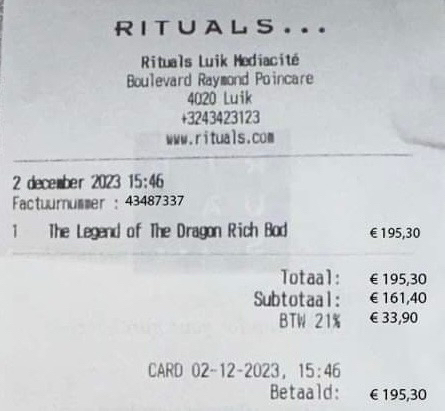 RITUALS...
Rituals Luik Mediacité
Boulevard Raymond Poincare
4020 Luik
+3243423123
www.rituals.com
2 december 2023 15:46
Factuurnummer : 43487337
1 The Legend of The Dragon Rich Bod €195,30
Totaal: €195,30
Subtotaal: €161,40
BTW 21% €33,90
CARD 02-12-2023, 15:46
Betaald: €195,30